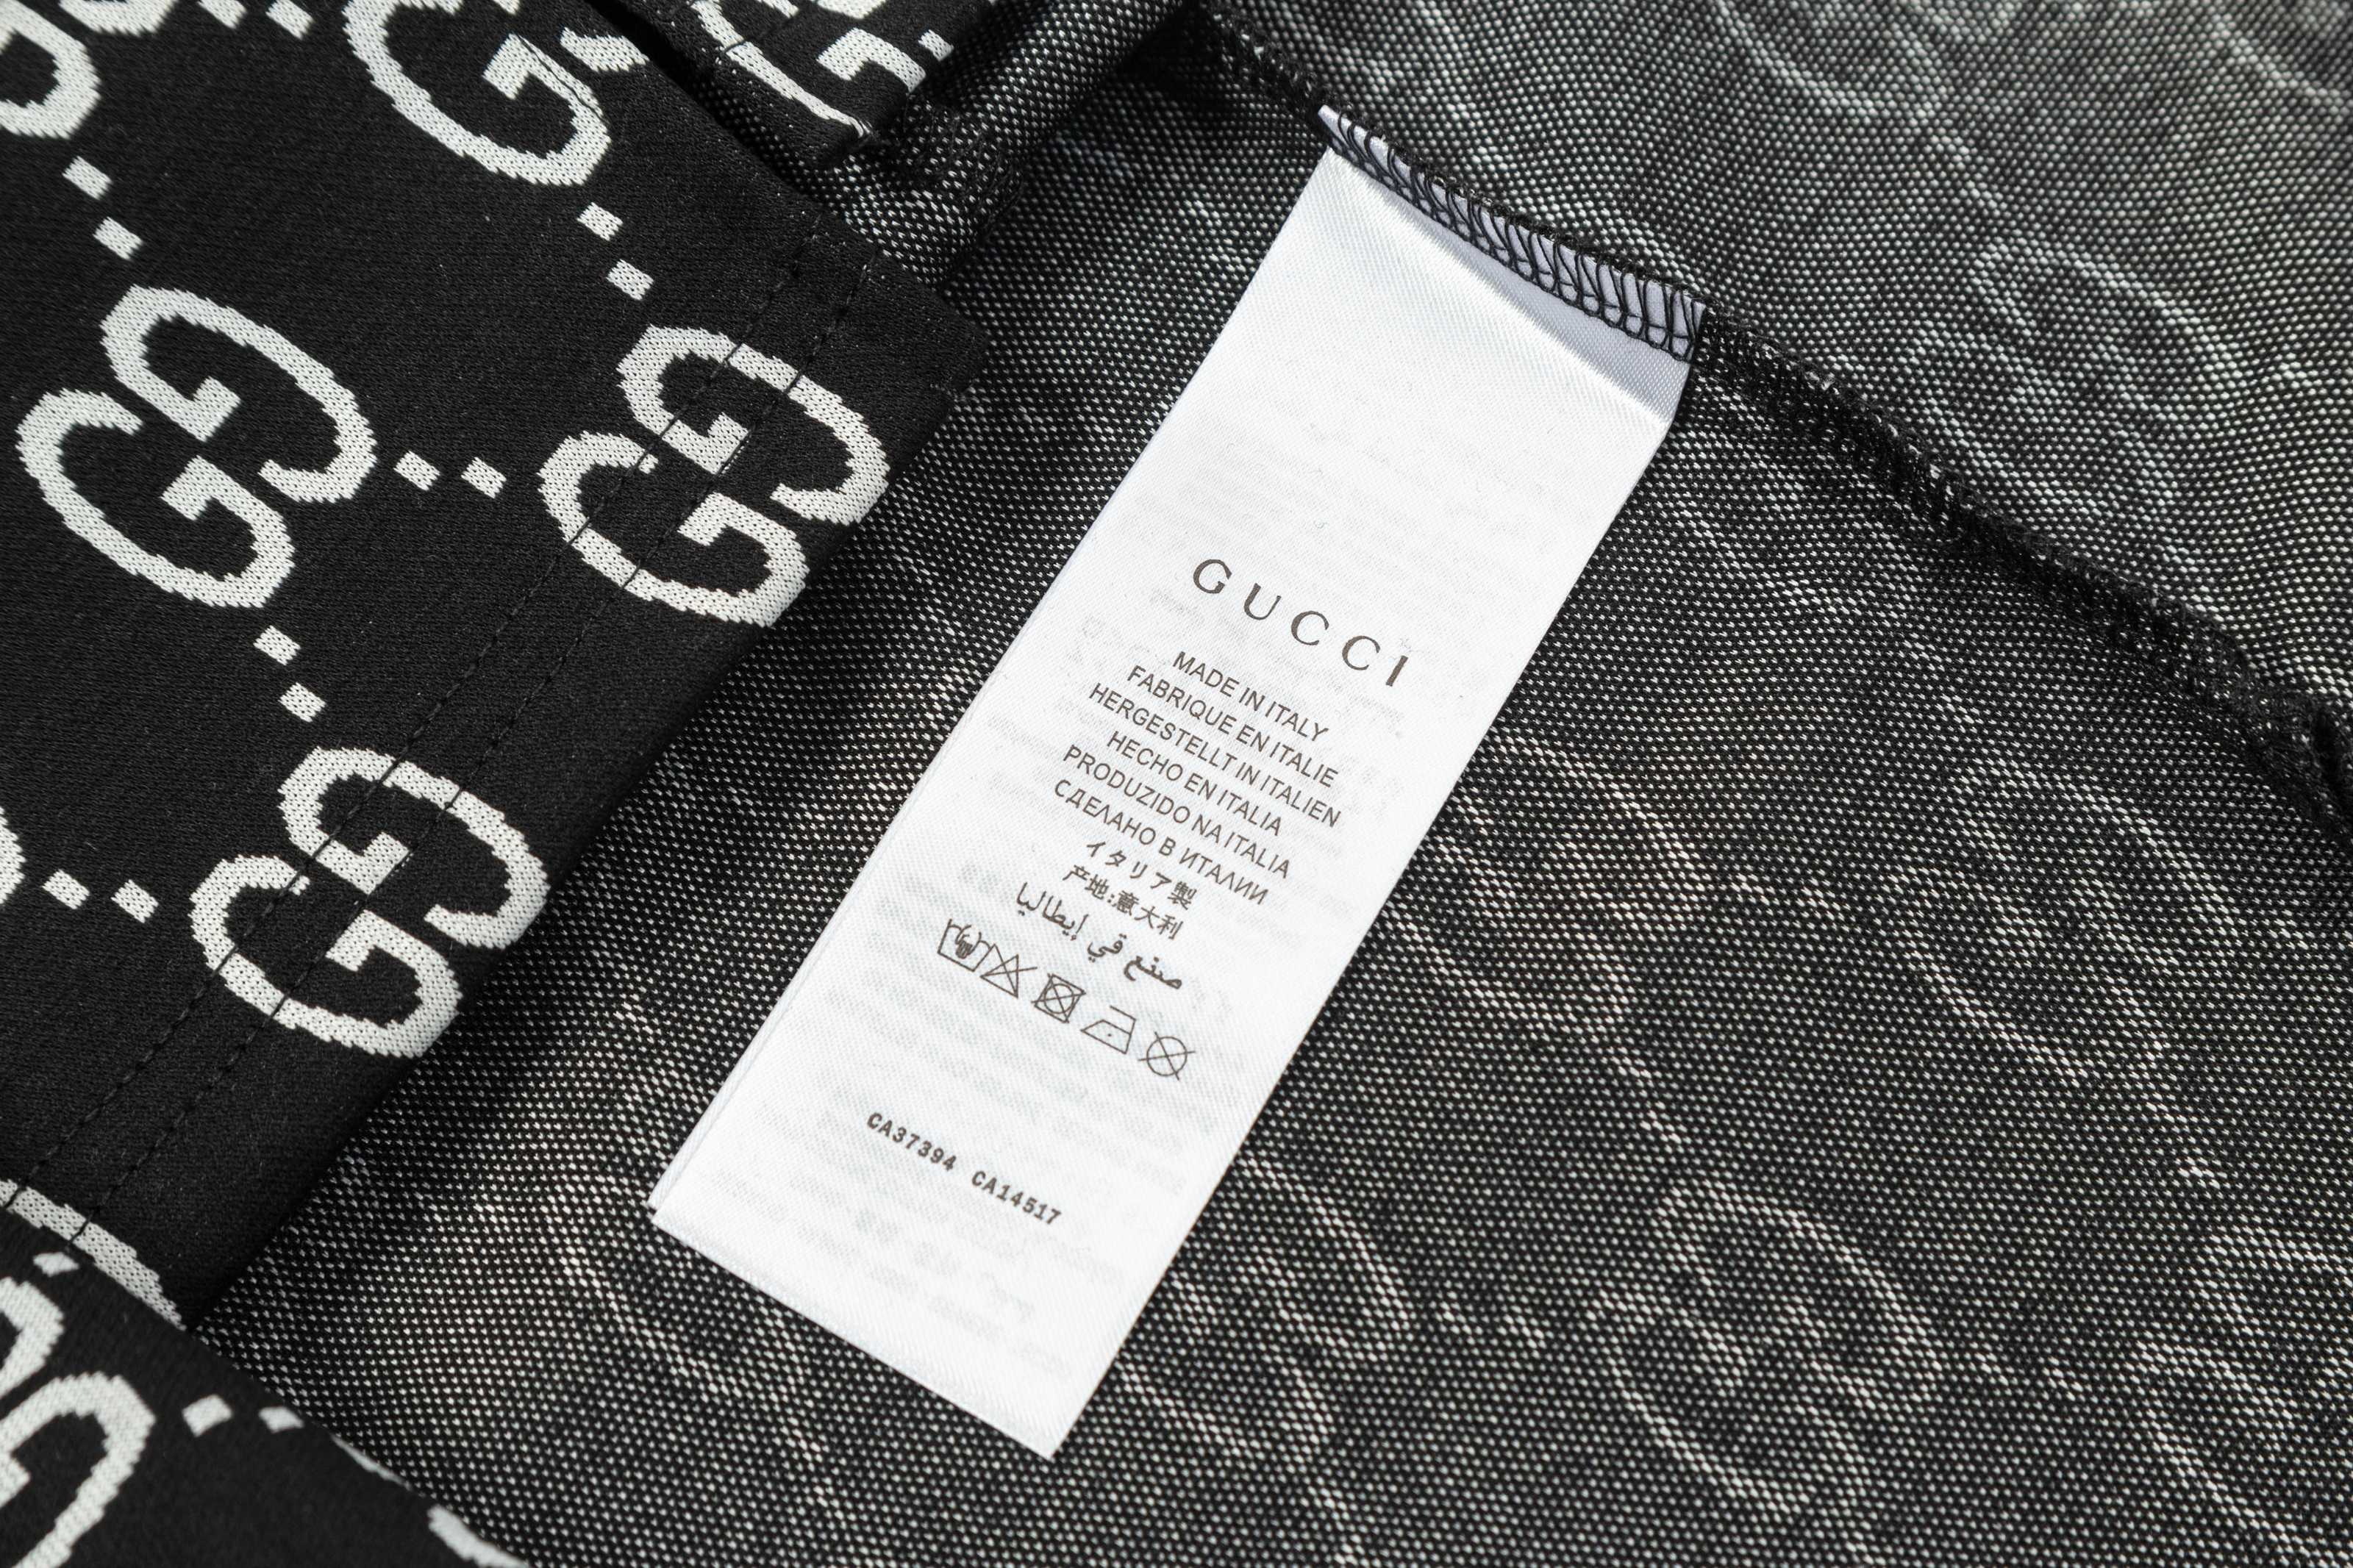 GUCCI
MADE IN ITALY
FABRIQUE EN ITALIE
HERGESTELLT IN ITALIEN
HECHO EN ITALIA
PRODUZIDO NA ITALIA
СДЕЛАНО В ИТАЛИИ
イタリア製
产地:意大利
صنع في إيطاليا
CA37394 CA14517